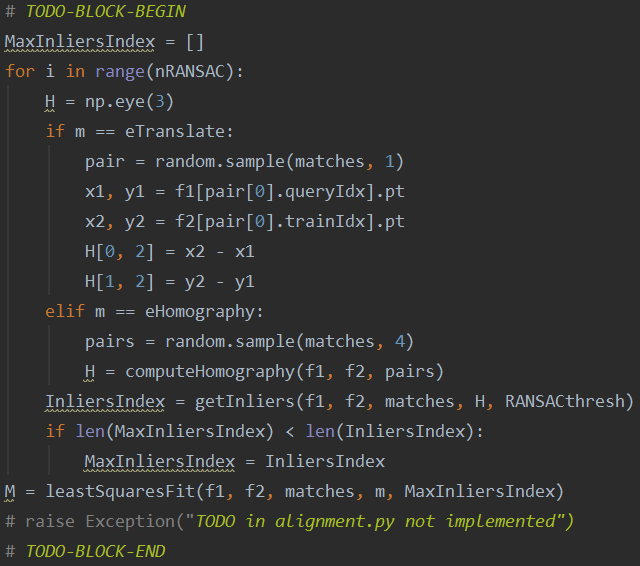 # TODO-BLOCK-BEGIN
MaxInliersIndex = []
for i in range(nRANSAC):
    H = np.eye(3)
    if m == eTranslate:
        pair = random.sample(matches, 1)
        x1, y1 = f1[pair[0].queryIdx].pt
        x2, y2 = f2[pair[0].trainIdx].pt
        H[0, 2] = x2 - x1
        H[1, 2] = y2 - y1
    elif m == eHomography:
        pairs = random.sample(matches, 4)
        H = computeHomography(f1, f2, pairs)
    InliersIndex = getInliers(f1, f2, matches, H, RANSACthresh)
    if len(MaxInliersIndex) < len(InliersIndex):
        MaxInliersIndex = InliersIndex
M = leastSquaresFit(f1, f2, matches, m, MaxInliersIndex)
# raise Exception("TODO in alignment.py not implemented")
# TODO-BLOCK-END